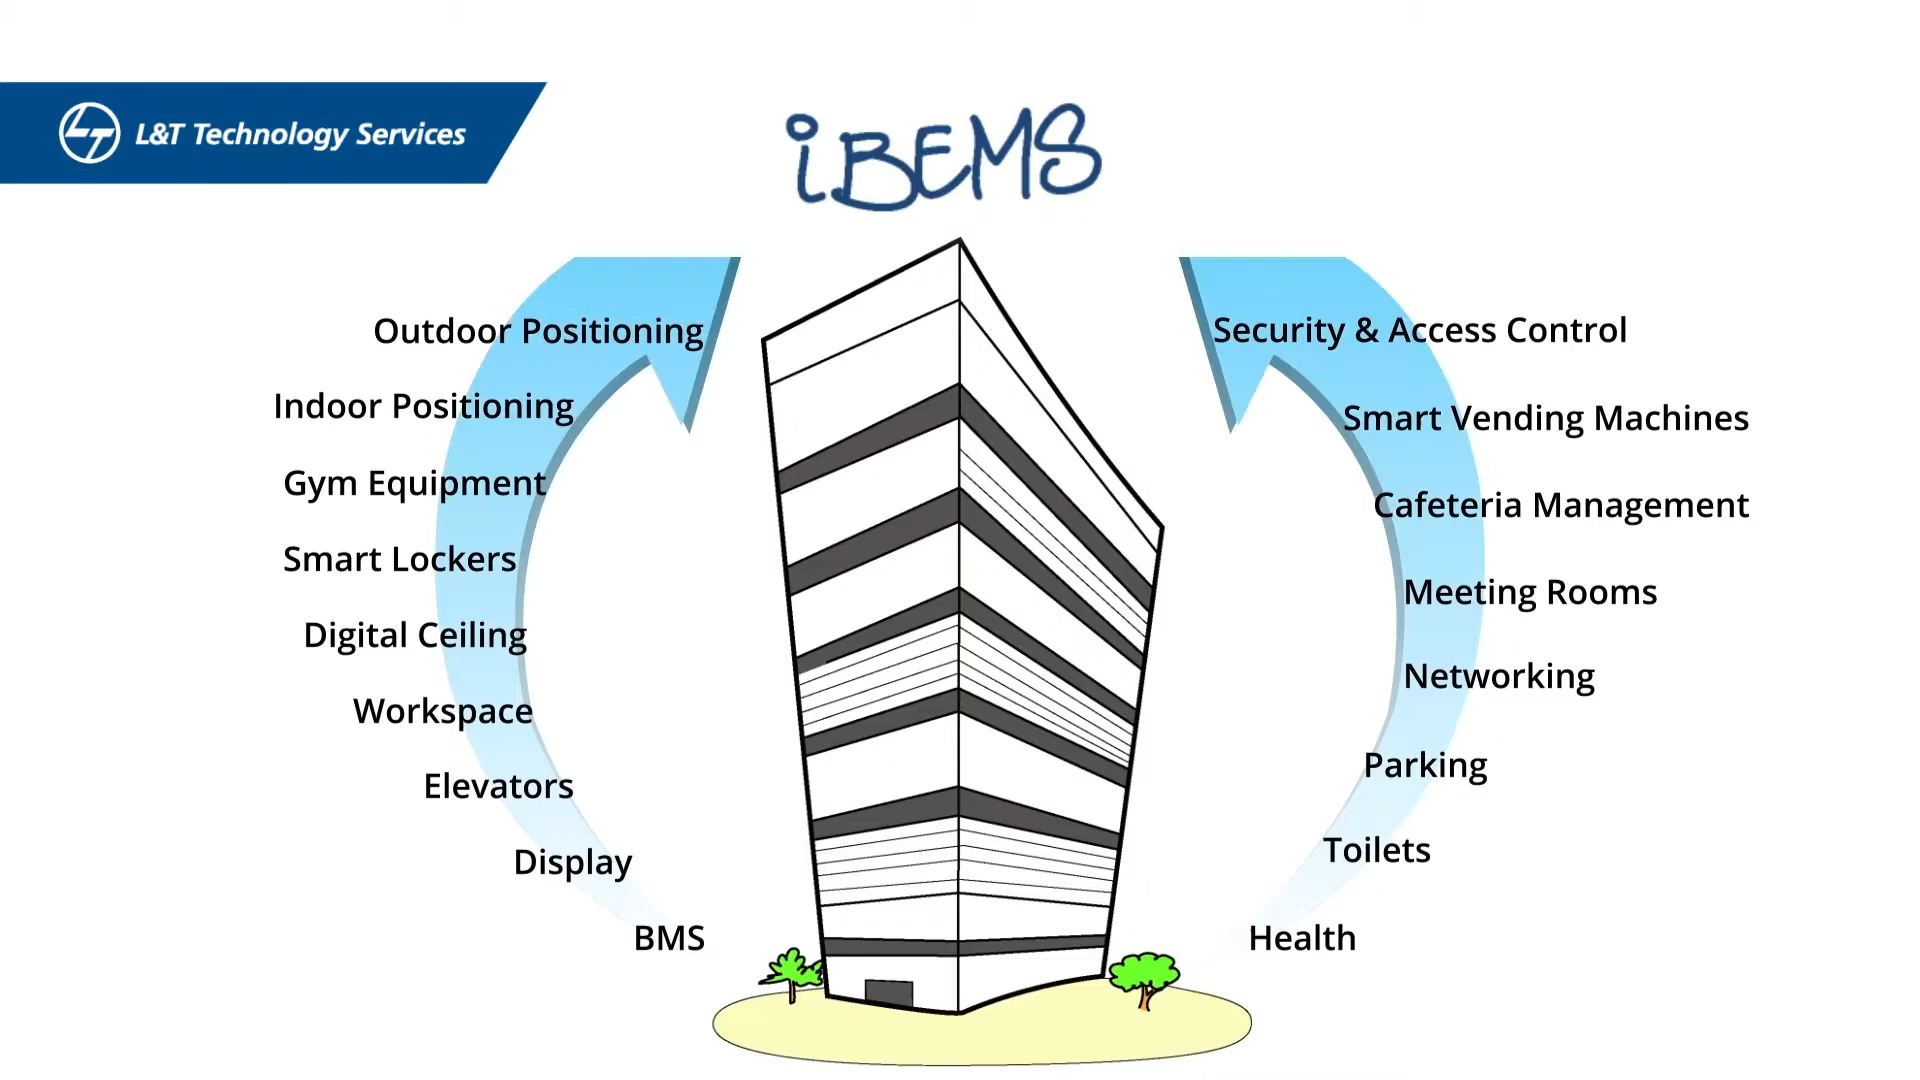 L&T Technology Services
iBEMS
Outdoor Positioning
Indoor Positioning
Gym Equipment
Smart Lockers
Digital Ceiling
Workspace
Elevators
Display
BMS
Security & Access Control
Smart Vending Machines
Cafeteria Management
Meeting Rooms
Networking
Parking
Toilets
Health